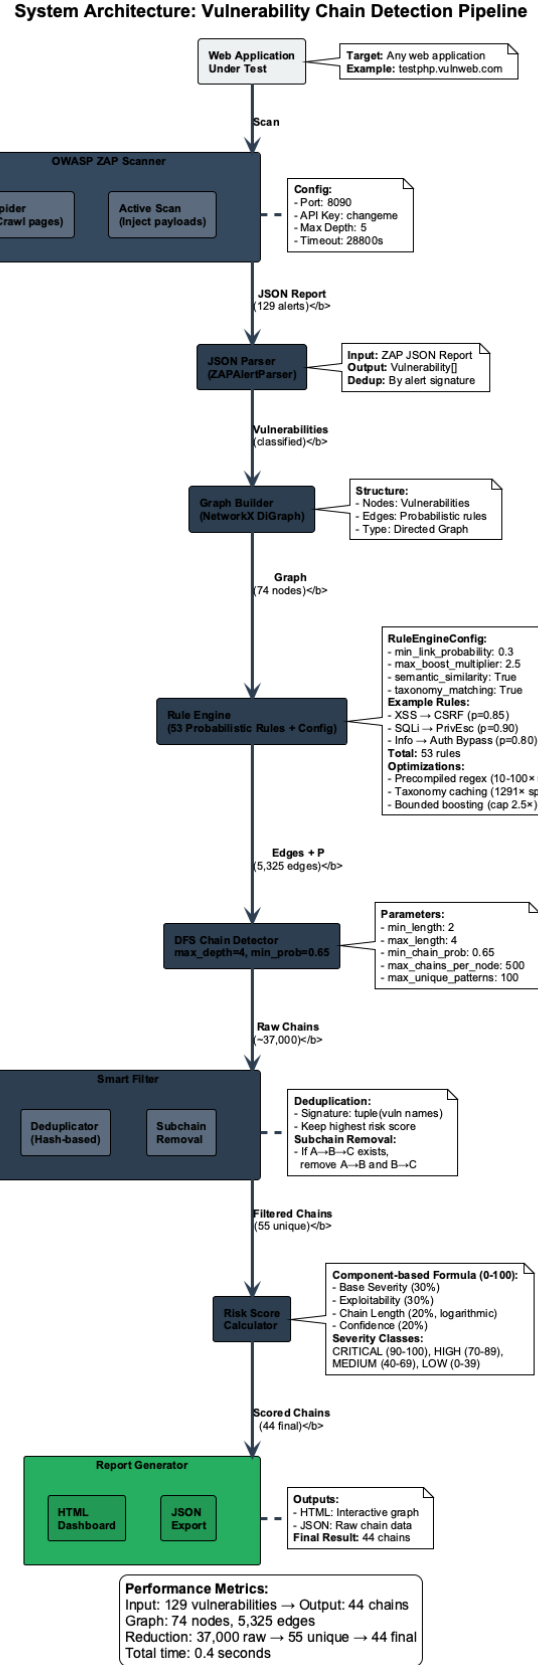 System Architecture: Vulnerability Chain Detection Pipeline
Web Application
Under Test
Target: Any web application
Example: testphp.vulnweb.com
Scan
OWASP ZAP Scanner
pider
Crawl pages)
Active Scan
(Inject payloads)
Config:
- Port: 8090
- API Key: changeme
- Max Depth: 5
- Timeout: 28800s
JSON Report
(129 alerts)</b>
JSON Parser
(ZAPAlertParser)
Input: ZAP JSON Report
Output: Vulnerability[]
Dedup: By alert signature
Vulnerabilities
(classified)</b>
Graph Builder
(NetworkX DiGraph)
Structure:
- Nodes: Vulnerabilities
- Edges: Probabilistic rules
- Type: Directed Graph
Graph
(74 nodes)</b>
Rule Engine
(53 Probabilistic Rules + Config)
RuleEngineConfig:
- min_link_probability: 0.3
- max_boost_multiplier: 2.5
- semantic_similarity: True
- taxonomy_matching: True
Example Rules:
- XSS → CSRF (p=0.85)
- SQLi → PrivEsc (p=0.90)
- Info → Auth Bypass (p=0.80)
Total: 53 rules
Optimizations:
- Precompiled regex (10-100× s
- Taxonomy caching (1291× sp
- Bounded boosting (cap 2.5×)
Edges + P
(5,325 edges)</b>
DFS Chain Detector
max_depth=4, min_prob=0.65
Parameters:
- min_length: 2
- max_length: 4
- min_chain_prob: 0.65
- max_chains_per_node: 500
- max_unique_patterns: 100
Raw Chains
(~37,000)</b>
Smart Filter
Deduplicator
(Hash-based)
Subchain
Removal
Deduplication:
- Signature: tuple(vuln names)
- Keep highest risk score
Subchain Removal:
- If A→B→C exists,
remove A→B and B→C
Filtered Chains
(55 unique)</b>
Risk Score
Calculator
Component-based Formula (0-100):
- Base Severity (30%)
- Exploitability (30%)
- Chain Length (20%, logarithmic)
- Confidence (20%)
Severity Classes:
CRITICAL (90-100), HIGH (70-89),
MEDIUM (40-69), LOW (0-39)
Scored Chains
(44 final)</b>
Report Generator
HTML
Dashboard
JSON
Export
Outputs:
- HTML: Interactive graph
- JSON: Raw chain data
Final Result: 44 chains
Performance Metrics:
Input: 129 vulnerabilities → Output: 44 chains
Graph: 74 nodes, 5,325 edges
Reduction: 37,000 raw → 55 unique → 44 final
Total time: 0.4 seconds